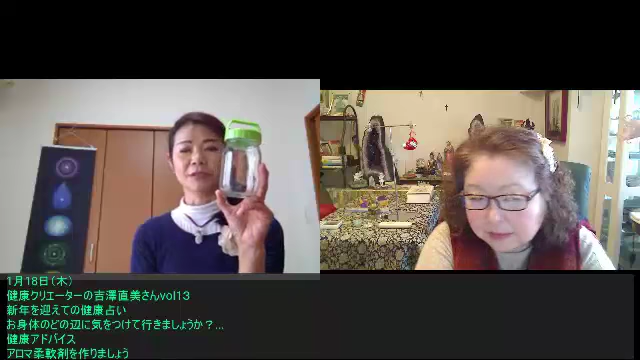 1月18日（木）
健康クリエーターの吉澤直美さんvol13
新年を迎えての健康占い
お身体のどの辺に気をつけて行きましょうか？...
健康アドバイス
アロマ柔軟剤を作りましょう